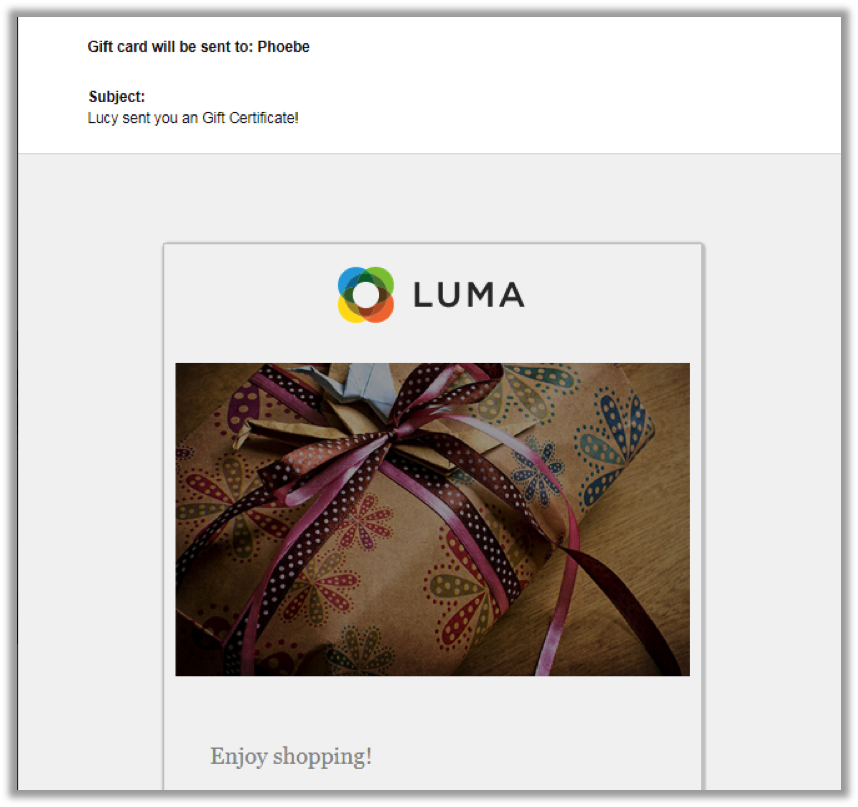 Gift card will be sent to: Phoebe
Subject:
Lucy sent you an Gift Certificate!
LUMA
Enjoy shopping!